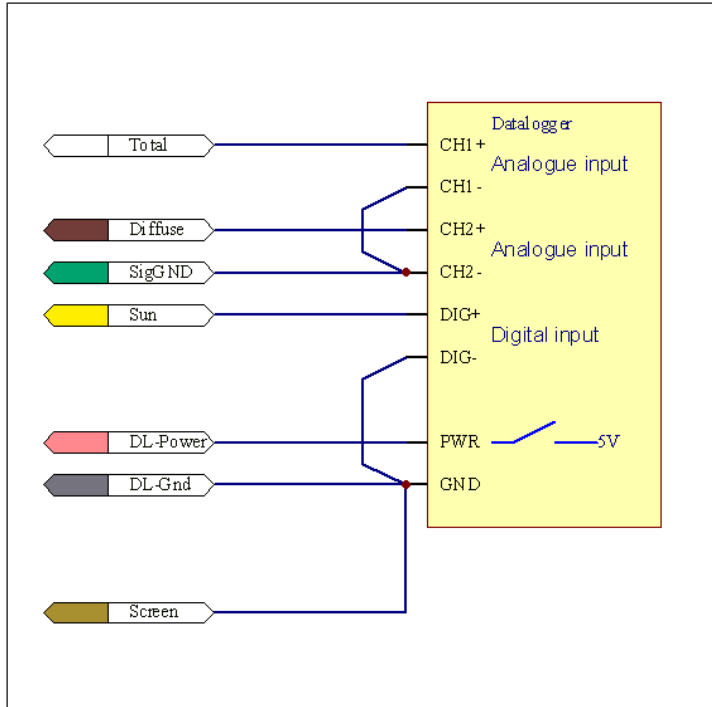 Datalogger
Total
CH1+
Analogue input
CH1-
Diffuse
CH2+
Analogue input
SigGND
CH2-
Sun
DIG+
Digital input
DIG-
DL-Power
PWR
5V
DL-Gnd
GND
Screen